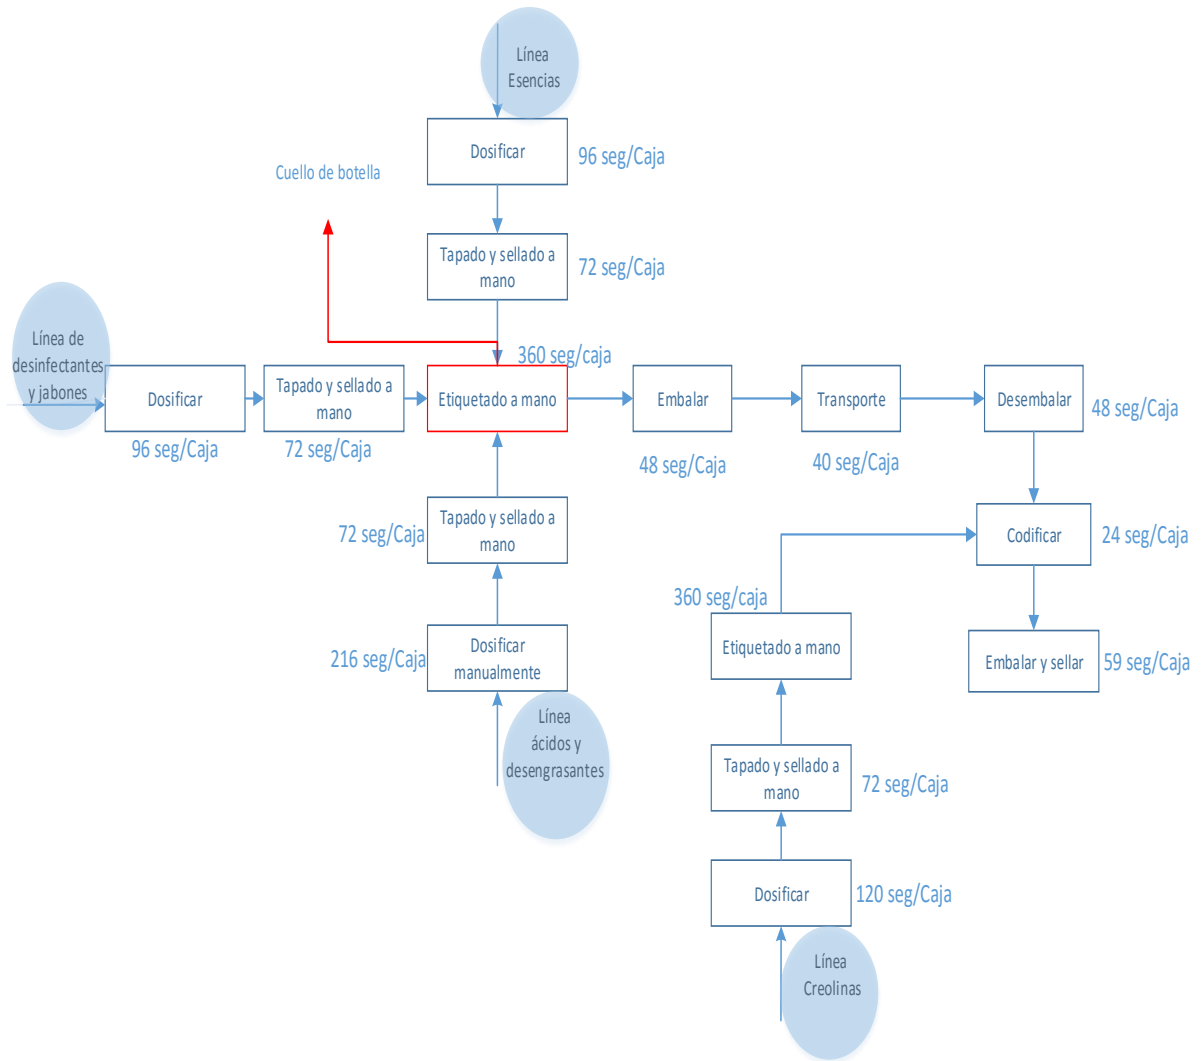 Línea
Esencias
Dosificar
96 seg/Caja
Cuello de botella
Tapado y sellado a
mano
72 seg/Caja
Línea de
desinfectantes
y jabones
Dosificar
96 seg/Caja
Tapado y sellado a
mano
72 seg/Caja
360 seg/caja
Etiquetado a mano
Embalar
48 seg/Caja
Transporte
40 seg/Caja
Desembalar
48 seg/Caja
Tapado y sellado a
mano
72 seg/Caja
Codificar
24 seg/Caja
Dosificar
manualmente
216 seg/Caja
360 seg/caja
Etiquetado a mano
Embalar y sellar
59 seg/Caja
Línea
ácidos y
desengrasantes
Tapado y sellado a
mano
72 seg/Caja
Dosificar
120 seg/Caja
Línea
Creolinas